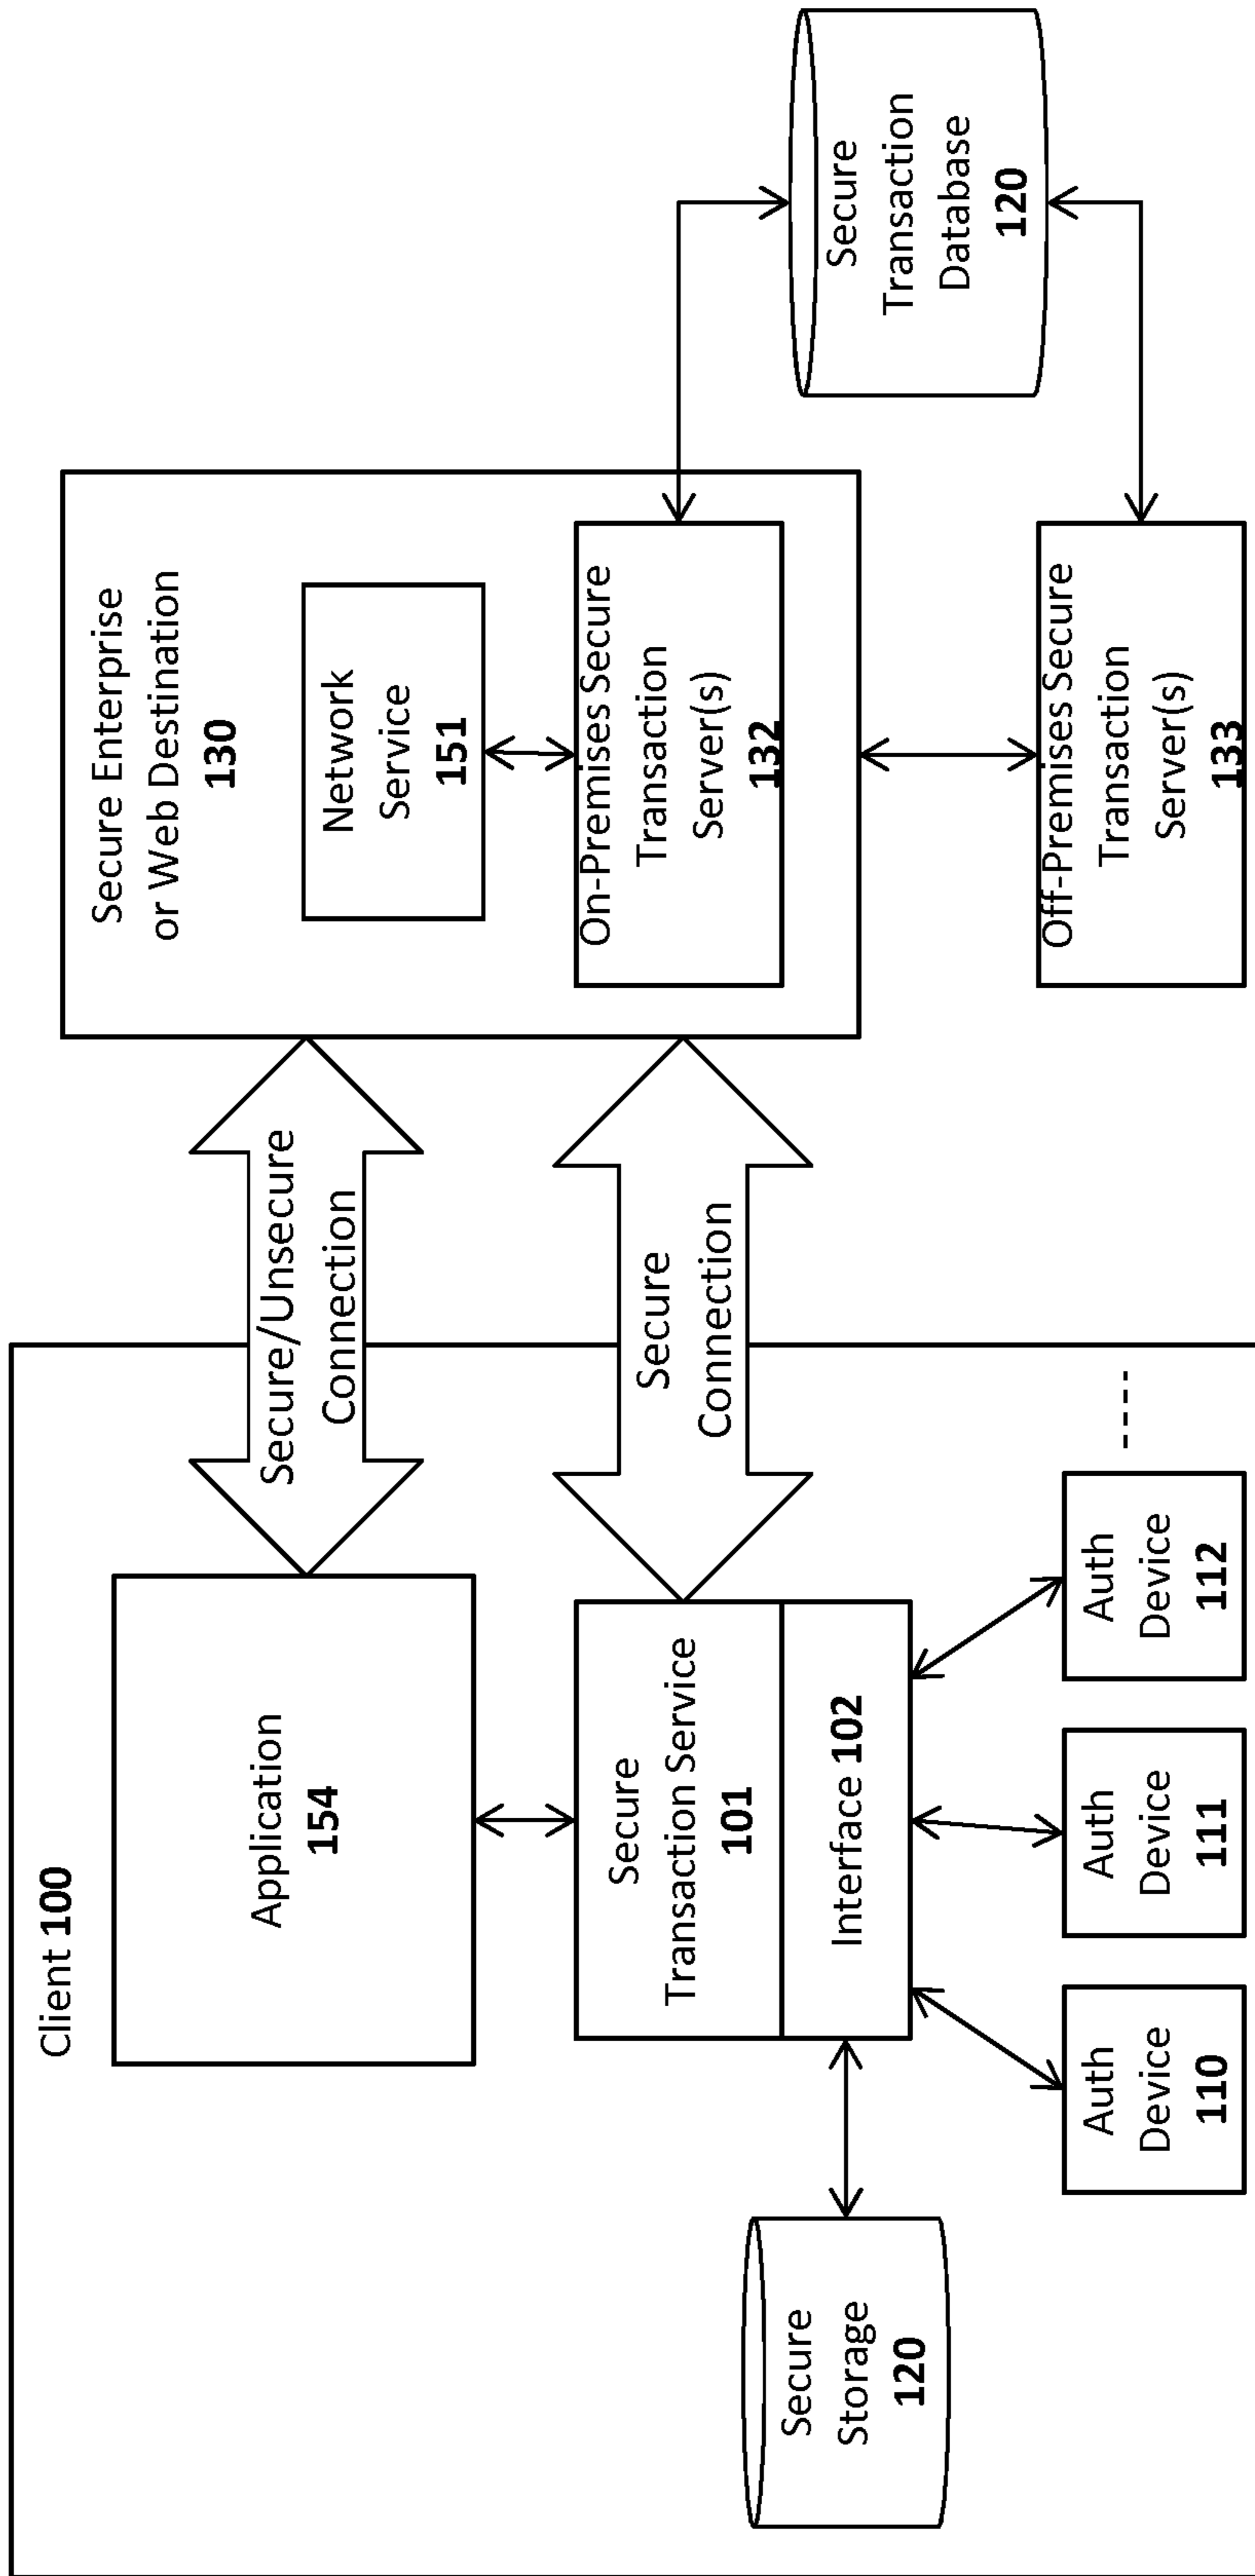 Client 100
Application
154
Secure
Transaction Service
101
Interface 102
Secure
Storage
120
Auth
Device
110
Auth
Device
111
Auth
Device
112
Secure/Unsecure
Connection
Secure
Connection
Secure Enterprise
or Web Destination
130
Network
Service
151
On-Premises Secure
Transaction
Server(s)
132
Off-Premises Secure
Transaction
Server(s)
133
Secure
Transaction
Database
120